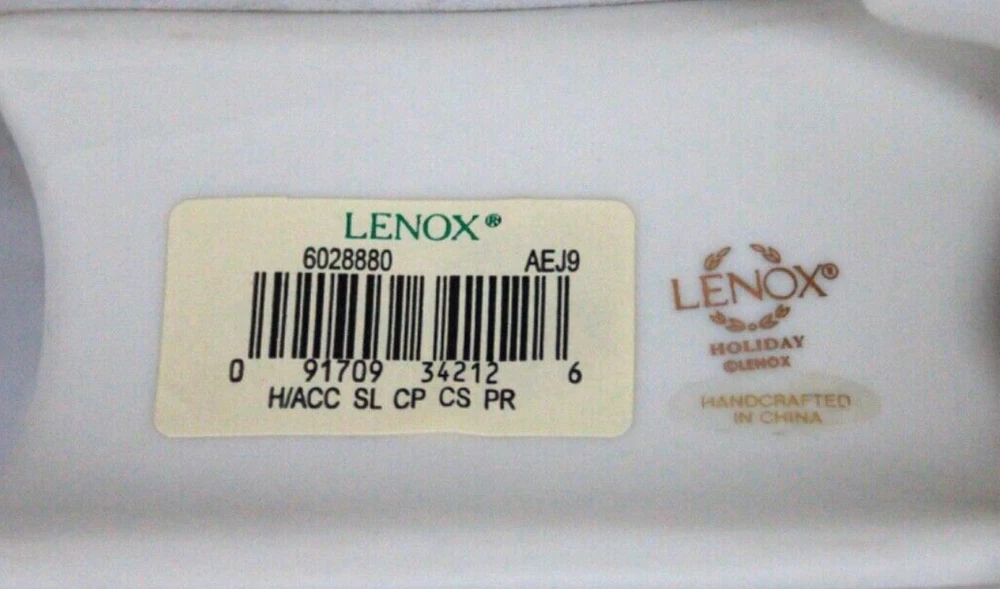 LENOX®
6028880 AEJ9
0 91709 34212 6
H/ACC SL CP CS PR
LENOX®
HOLIDAY
©LENOX
HANDCRAFTED
IN CHINA